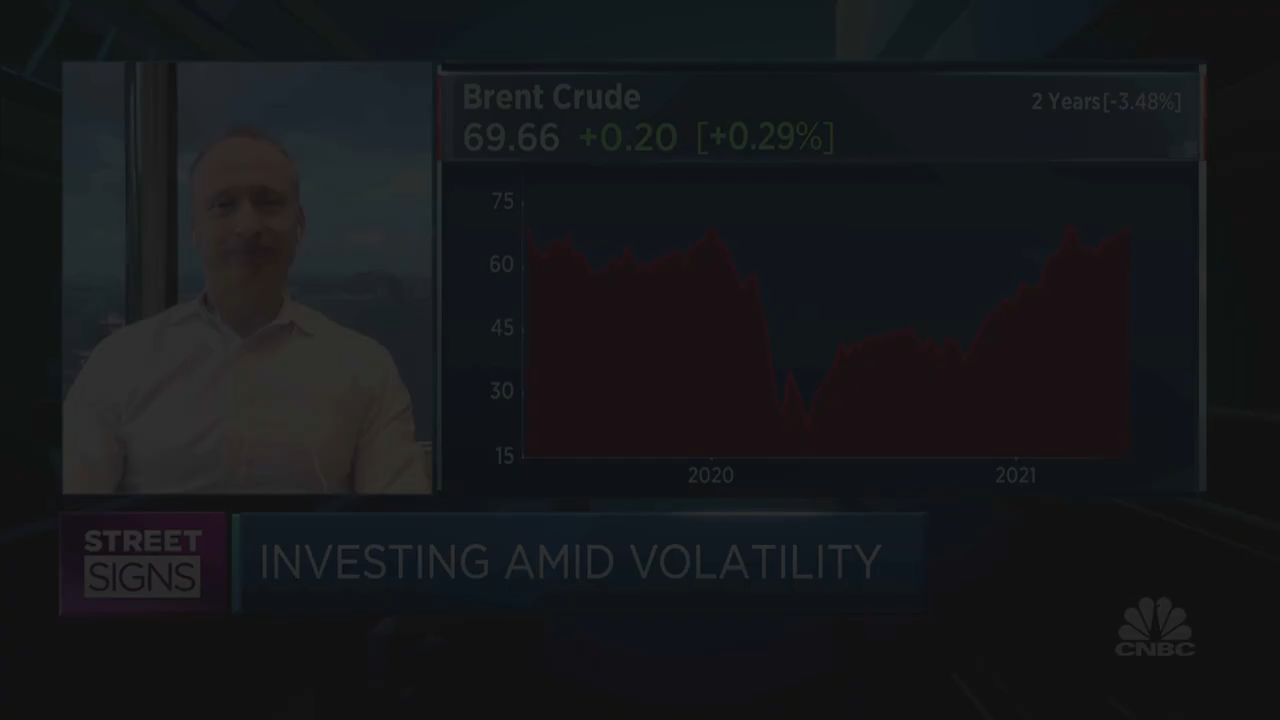 Brent Crude
2 Years[-3.48%]
69.66 +0.20 [+0.29%]
75
60
45
30
15
2020 2021
STREET
SIGNS
INVESTING AMID VOLATILITY
CNBC